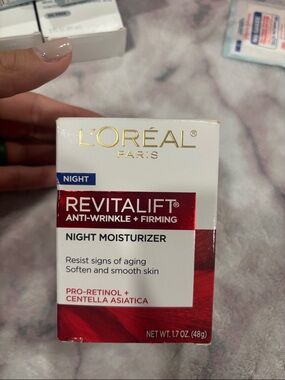 L'ORÉAL®
PARIS
NIGHT
REVITALIFT®
ANTI-WRINKLE + FIRMING
NIGHT MOISTURIZER
Resist signs of aging
Soften and smooth skin
PRO-RETINOL +
CENTELLA ASIATICA
NET WT. 1.7 OZ. (48g)